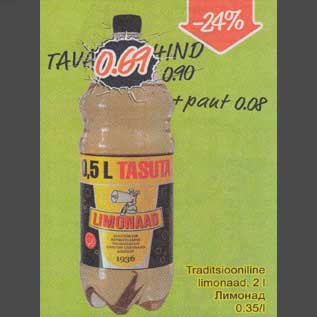 -24%
TAVAHIND
0.69
0.90
+ pant 0.08
0,5 L TASUTA
LIMONAAD
1936
Traditsiooniline
limonaad, 2 l
Лимонад
0.35/l